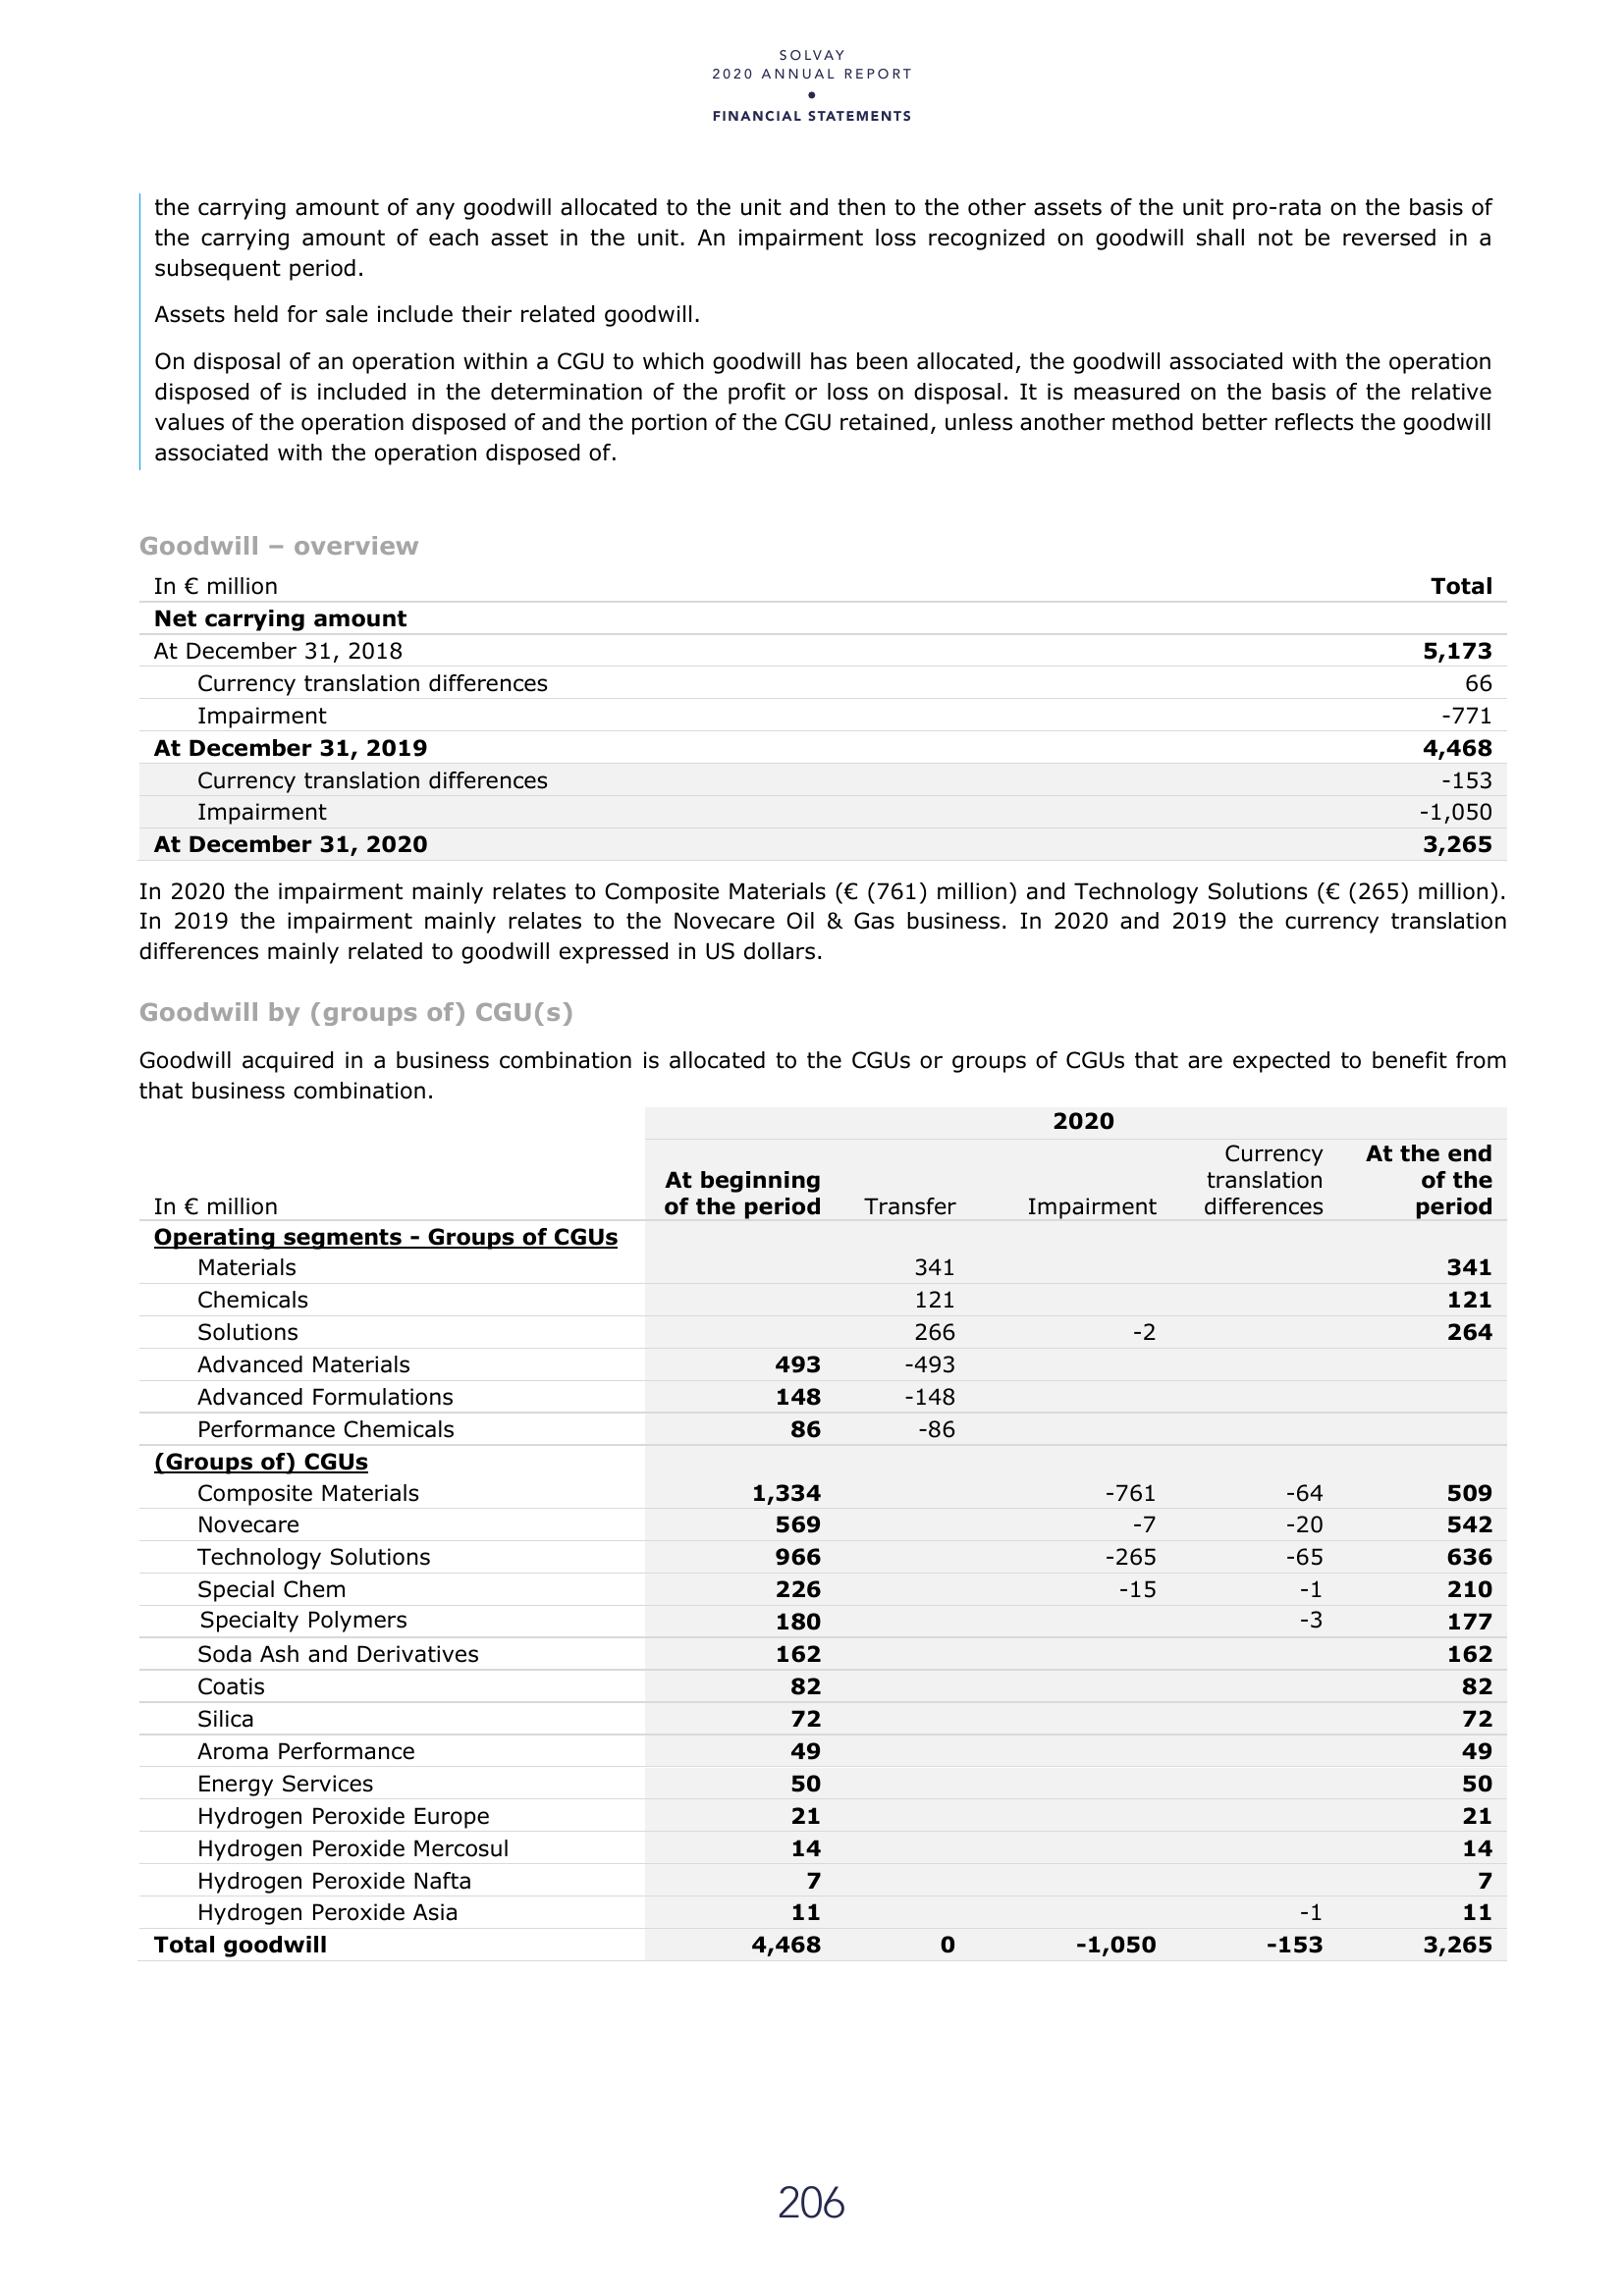 SOLVAY
2020 ANNUAL REPORT
•
FINANCIAL STATEMENTS
the carrying amount of any goodwill allocated to the unit and then to the other assets of the unit pro-rata on the basis of
the carrying amount of each asset in the unit. An impairment loss recognized on goodwill shall not be reversed in a
subsequent period.
Assets held for sale include their related goodwill.
On disposal of an operation within a CGU to which goodwill has been allocated, the goodwill associated with the operation
disposed of is included in the determination of the profit or loss on disposal. It is measured on the basis of the relative
values of the operation disposed of and the portion of the CGU retained, unless another method better reflects the goodwill
associated with the operation disposed of.
Goodwill – overview
In € million Total
Net carrying amount
At December 31, 2018 5,173
Currency translation differences 66
Impairment -771
At December 31, 2019 4,468
Currency translation differences -153
Impairment -1,050
At December 31, 2020 3,265
In 2020 the impairment mainly relates to Composite Materials (€ (761) million) and Technology Solutions (€ (265) million).
In 2019 the impairment mainly relates to the Novecare Oil & Gas business. In 2020 and 2019 the currency translation
differences mainly related to goodwill expressed in US dollars.
Goodwill by (groups of) CGU(s)
Goodwill acquired in a business combination is allocated to the CGUs or groups of CGUs that are expected to benefit from
that business combination.
2020
Currency At the end
At beginning translation of the
In € million of the period Transfer Impairment differences period
Operating segments - Groups of CGUs
Materials 341 341
Chemicals 121 121
Solutions 266 -2 264
Advanced Materials 493 -493
Advanced Formulations 148 -148
Performance Chemicals 86 -86
(Groups of) CGUs
Composite Materials 1,334 -761 -64 509
Novecare 569 -7 -20 542
Technology Solutions 966 -265 -65 636
Special Chem 226 -15 -1 210
Specialty Polymers 180 -3 177
Soda Ash and Derivatives 162 162
Coatis 82 82
Silica 72 72
Aroma Performance 49 49
Energy Services 50 50
Hydrogen Peroxide Europe 21 21
Hydrogen Peroxide Mercosul 14 14
Hydrogen Peroxide Nafta 7 7
Hydrogen Peroxide Asia 11 -1 11
Total goodwill 4,468 0 -1,050 -153 3,265
206